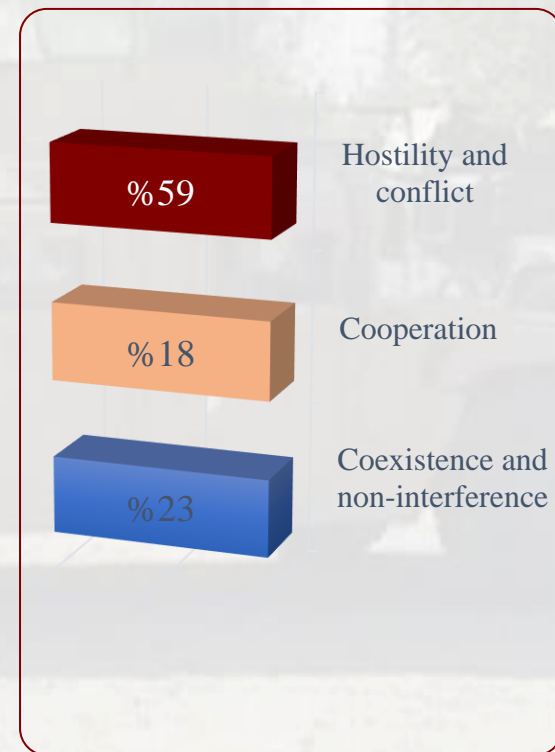 %59
Hostility and
conflict
%18
Cooperation
%23
Coexistence and
non-interference